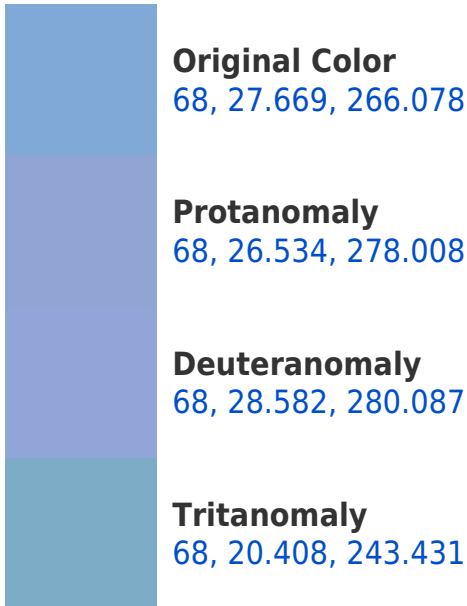 Original Color
68, 27.669, 266.078
Protanomaly
68, 26.534, 278.008
Deuteranomaly
68, 28.582, 280.087
Tritanomaly
68, 20.408, 243.431